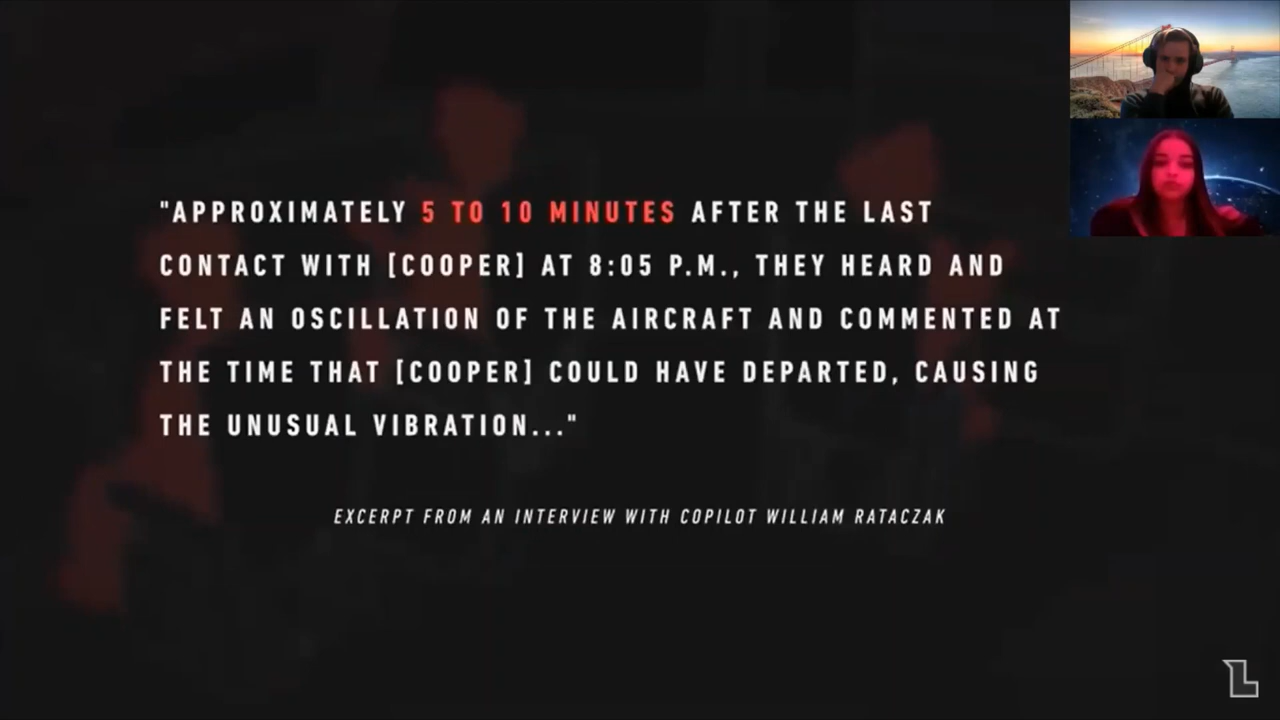 "APPROXIMATELY 5 TO 10 MINUTES AFTER THE LAST
CONTACT WITH [COOPER] AT 8:05 P.M., THEY HEARD AND
FELT AN OSCILLATION OF THE AIRCRAFT AND COMMENTED AT
THE TIME THAT [COOPER] COULD HAVE DEPARTED, CAUSING
THE UNUSUAL VIBRATION..."
EXCERPT FROM AN INTERVIEW WITH COPILOT WILLIAM RATACZAK
L